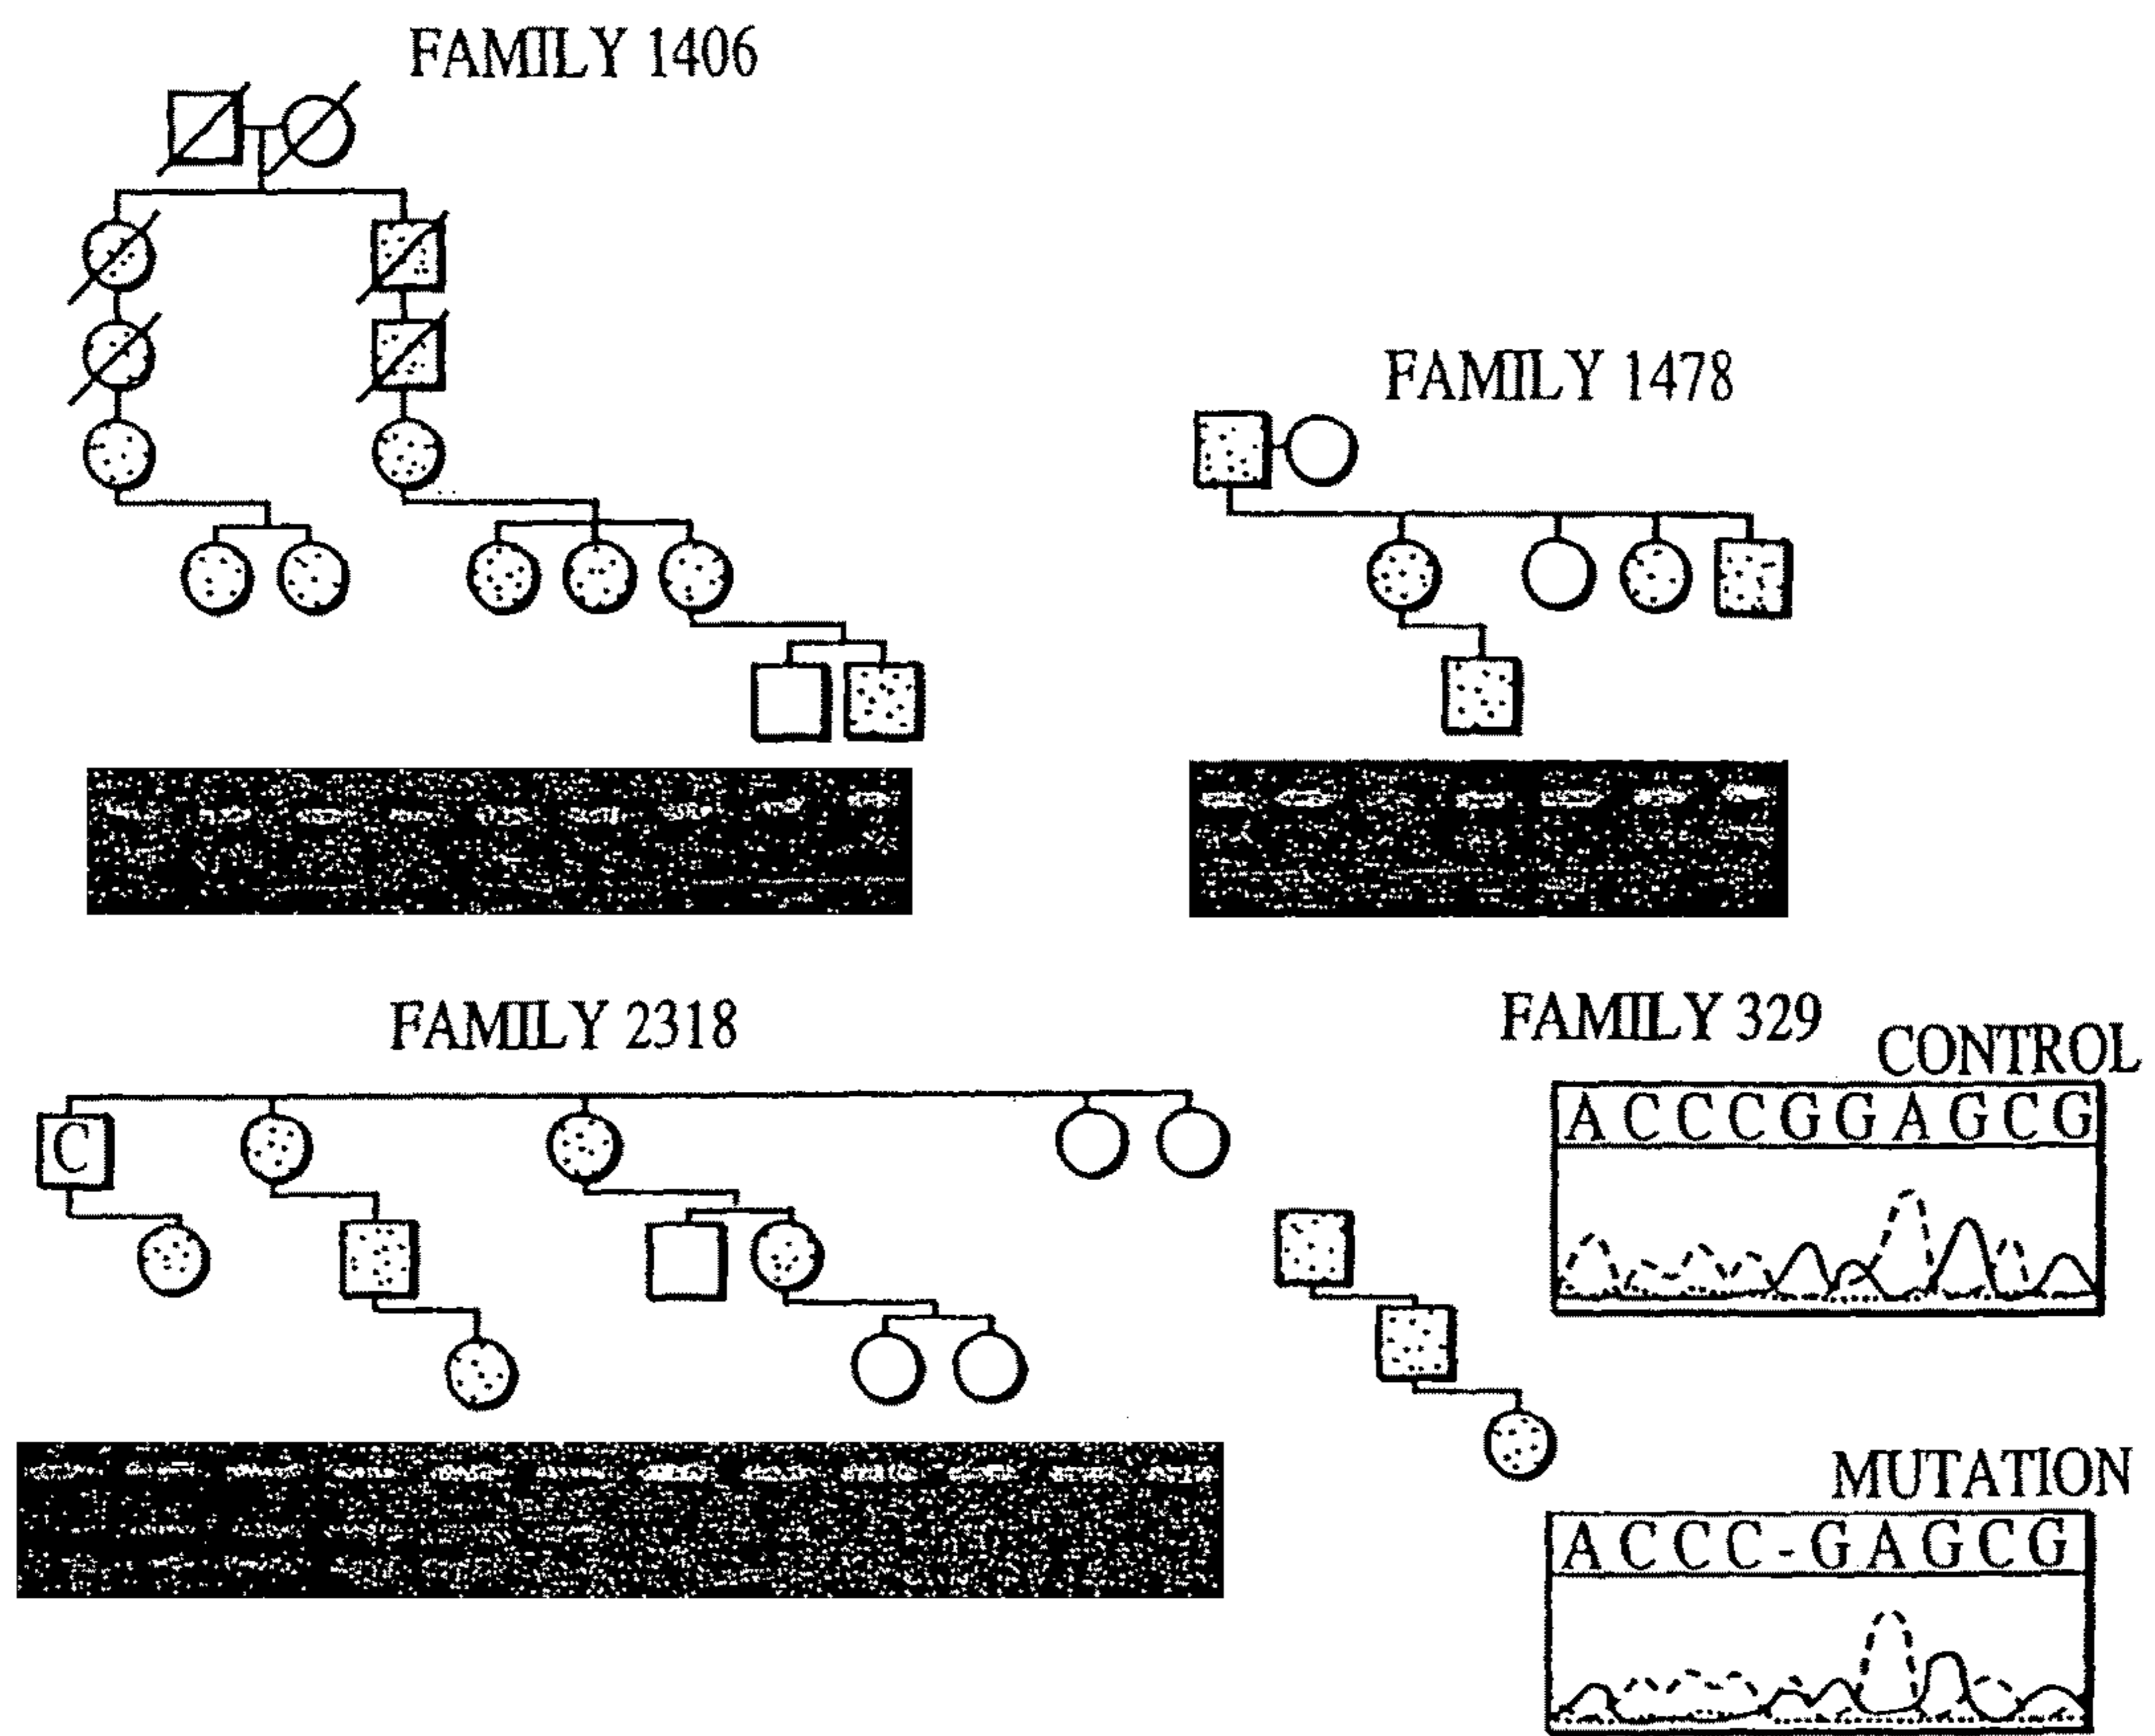 FAMILY 1406
FAMILY 1478
FAMILY 2318
C
FAMILY 329
CONTROL
A C C C G G A G C G
MUTATION
A C C C - G A G C G